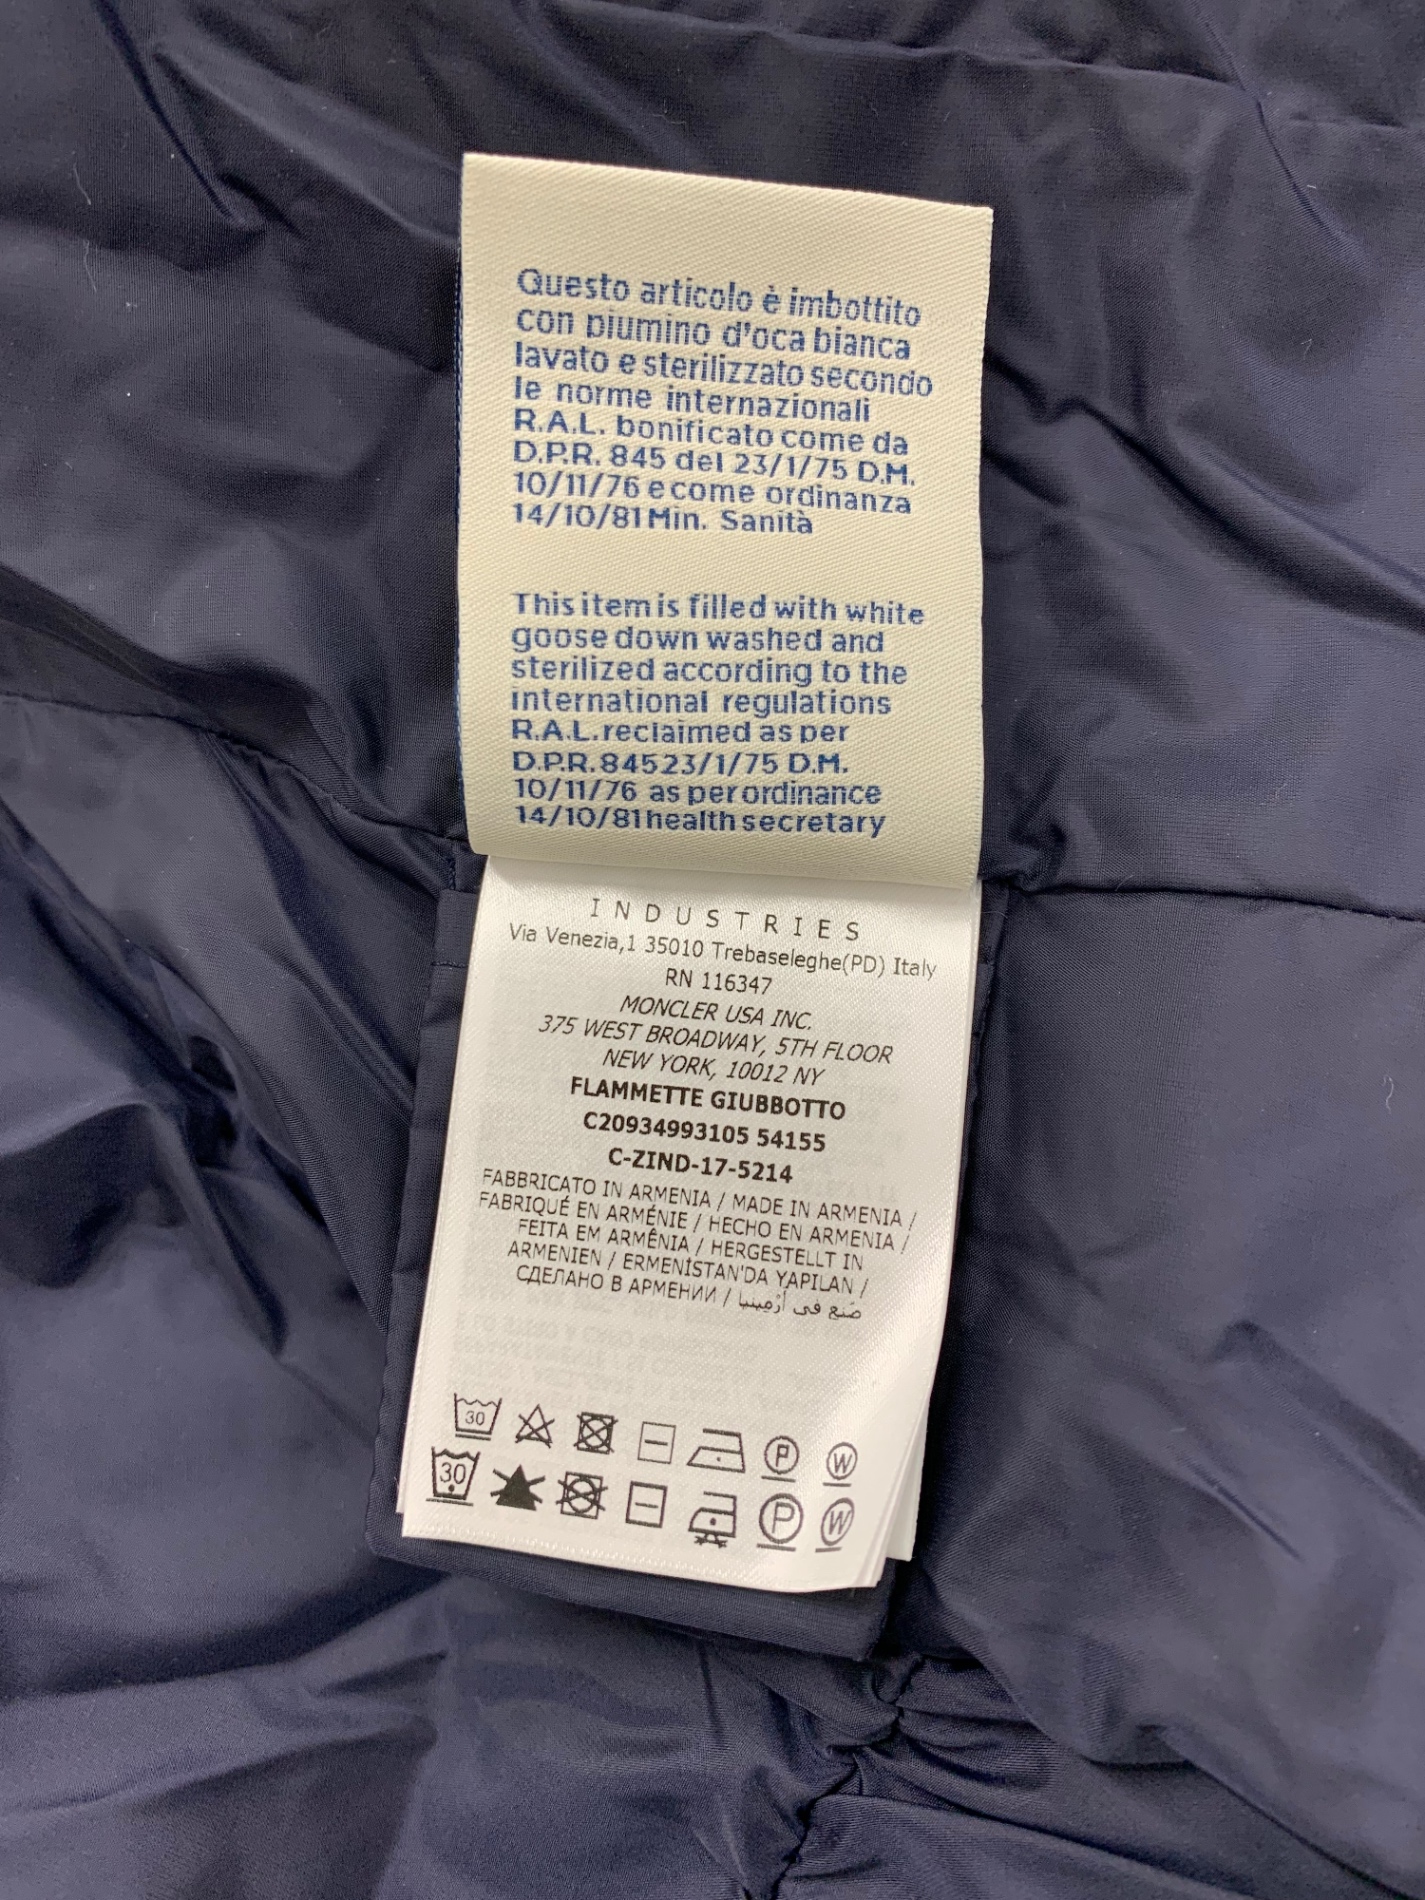 Questo articolo è imbottito
con piumino d'oca bianca
lavato e sterilizzato secondo
le norme internazionali
R.A.L. bonificato come da
D.P.R. 845 del 23/1/75 D.M.
10/11/76 e come ordinanza
14/10/81 Min. Sanità
This item is filled with white
goose down washed and
sterilized according to the
international regulations
R.A.L. reclaimed as per
D.P.R. 845 23/1/75 D.M.
10/11/76 as per ordinance
14/10/81 health secretary
INDUSTRIES
Via Venezia,1 35010 Trebaseleghe(PD) Italy
RN 116347
MONCLER USA INC.
375 WEST BROADWAY, 5TH FLOOR
NEW YORK, 10012 NY
FLAMMETTE GIUBBOTTO
C20934993105 54155
C-ZIND-17-5214
FABBRICATO IN ARMENIA / MADE IN ARMENIA /
FABRIQUÉ EN ARMÉNIE / HECHO EN ARMENIA /
FEITA EM ARMÊNIA / HERGESTELLT IN
ARMENIEN / ERMENİSTAN'DA YAPILAN /
СДЕЛАНО В АРМЕНИИ / صنع في أرمينيا
30 P W
30 P W